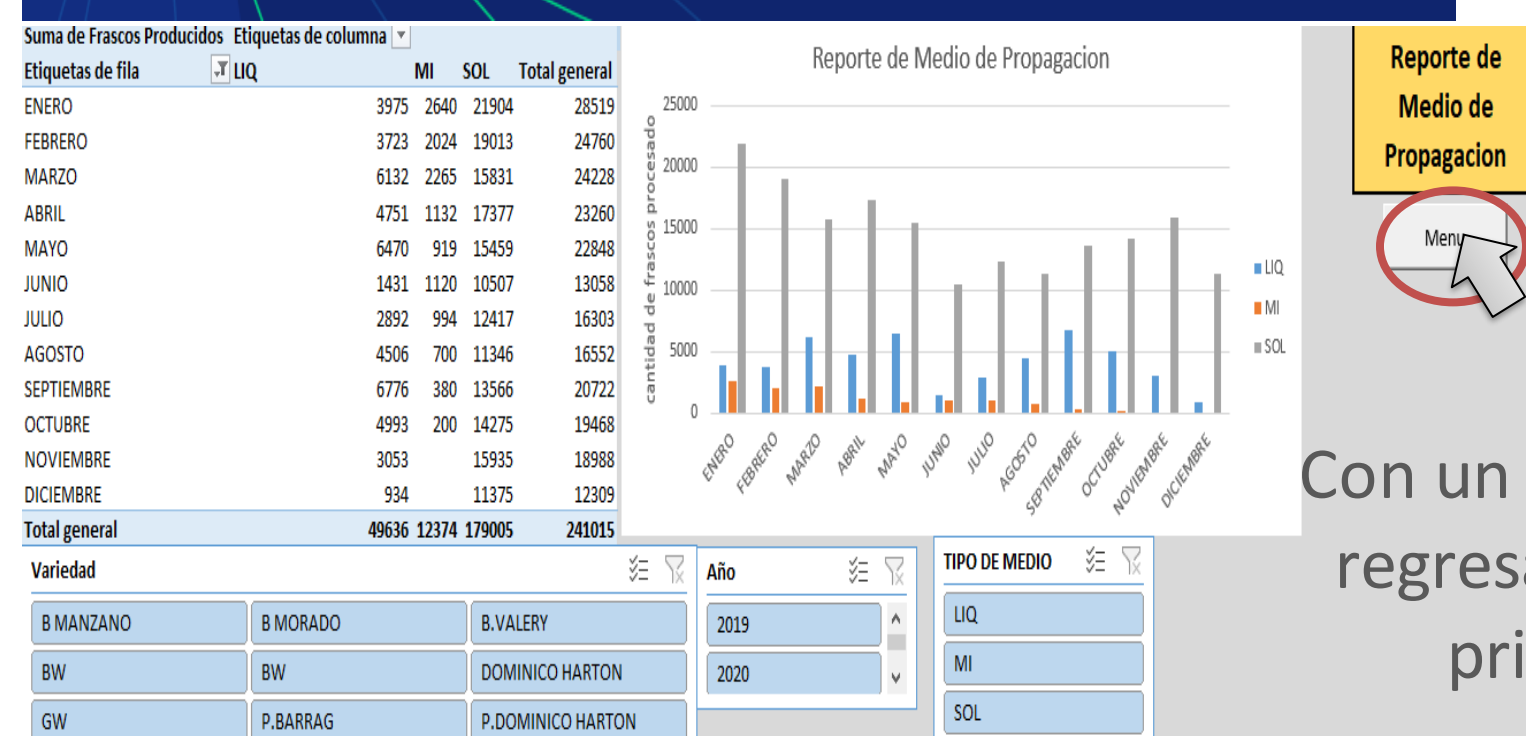 Suma de Frascos Producidos Etiquetas de columna
Etiquetas de fila LIQ MI SOL Total general
ENERO 3975 2640 21904 28519
FEBRERO 3723 2024 19013 24760
MARZO 6132 2265 15831 24228
ABRIL 4751 1132 17377 23260
MAYO 6470 919 15459 22848
JUNIO 1431 1120 10507 13058
JULIO 2892 994 12417 16303
AGOSTO 4506 700 11346 16552
SEPTIEMBRE 6776 380 13566 20722
OCTUBRE 4993 200 14275 19468
NOVIEMBRE 3053 15935 18988
DICIEMBRE 934 11375 12309
Total general 49636 12374 179005 241015
Reporte de Medio de Propagacion
cantidad de frascos procesado
25000
20000
15000
10000
5000
0
ENERO
FEBRERO
MARZO
ABRIL
MAYO
JUNIO
JULIO
AGOSTO
SEPTIEMBRE
OCTUBRE
NOVIEMBRE
DICIEMBRE
LIQ
MI
SOL
Reporte de
Medio de
Propagacion
Menu
Con un
regresa
pri
Variedad
B MANZANO B MORADO B.VALERY
BW BW DOMINICO HARTON
GW P.BARRAG P.DOMINICO HARTON
Año
2019
2020
TIPO DE MEDIO
LIQ
MI
SOL